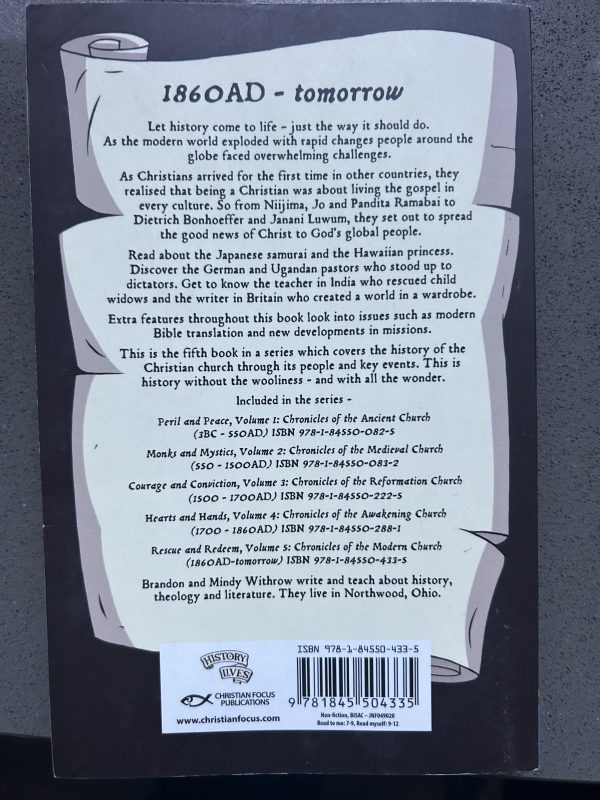 1860AD - tomorrow
Let history come to life - just the way it should do.
As the modern world exploded with rapid changes people around the
globe faced overwhelming challenges.
As Christians arrived for the first time in other countries, they
realised that being a Christian was about living the gospel in
every culture. So from Niijima, Jo and Pandita Ramabai to
Dietrich Bonhoeffer and Janani Luwum, they set out to spread
the good news of Christ to God's global people.
Read about the Japanese samurai and the Hawaiian princess.
Discover the German and Ugandan pastors who stood up to
dictators. Get to know the teacher in India who rescued child
widows and the writer in Britain who created a world in a wardrobe.
Extra features throughout this book look into issues such as modern
Bible translation and new developments in missions.
This is the fifth book in a series which covers the history of the
Christian church through its people and key events. This is
history without the wooliness - and with all the wonder.
Included in the series -
Peril and Peace, Volume 1: Chronicles of the Ancient Church
(3BC - 550AD) ISBN 978-1-84550-082-5
Monks and Mystics, Volume 2: Chronicles of the Medieval Church
(550 - 1500AD) ISBN 978-1-84550-083-2
Courage and Conviction, Volume 3: Chronicles of the Reformation Church
(1500 - 1700AD) ISBN 978-1-84550-222-5
Hearts and Hands, Volume 4: Chronicles of the Awakening Church
(1700 - 1860AD) ISBN 978-1-84550-288-1
Rescue and Redeem, Volume 5: Chronicles of the Modern Church
(1860AD-tomorrow) ISBN 978-1-84550-433-5
Brandon and Mindy Withrow write and teach about history,
theology and literature. They live in Northwood, Ohio.
HISTORY
LIVES
CHRISTIAN FOCUS
PUBLICATIONS
www.christianfocus.com
ISBN 978-1-84550-433-5
9 781845 504335
Non-fiction, BISAC – JNF049020
Read to me: 7-9, Read myself: 9-12